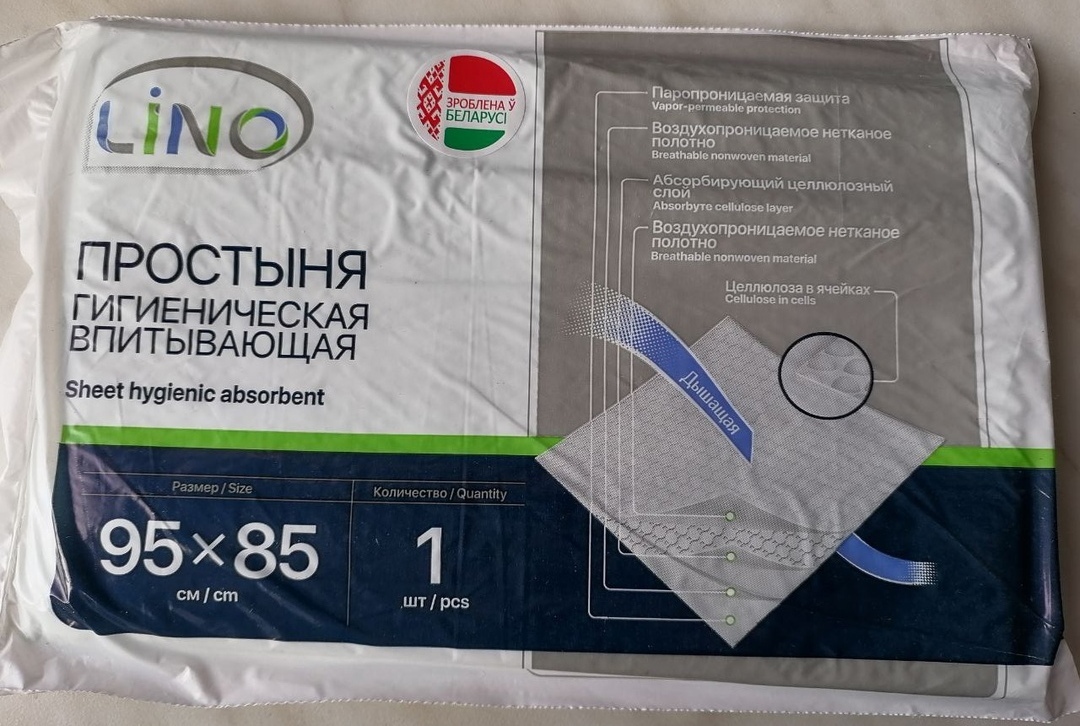 LiNO
ЗРОБЛЕНА Ў
БЕЛАРУСІ
ПРОСТЫНЯ
ГИГИЕНИЧЕСКАЯ
ВПИТЫВАЮЩАЯ
Sheet hygienic absorbent
Размер / Size
95×85
см / cm
Количество / Quantity
1
шт / pcs
Паропроницаемая защита
Vapor-permeable protection
Воздухопроницаемое нетканое
полотно
Breathable nonwoven material
Абсорбирующий целлюлозный
слой
Absorbyте cellulose layer
Воздухопроницаемое нетканое
полотно
Breathable nonwoven material
Целлюлоза в ячейках
Cellulose in cells
Дышащая